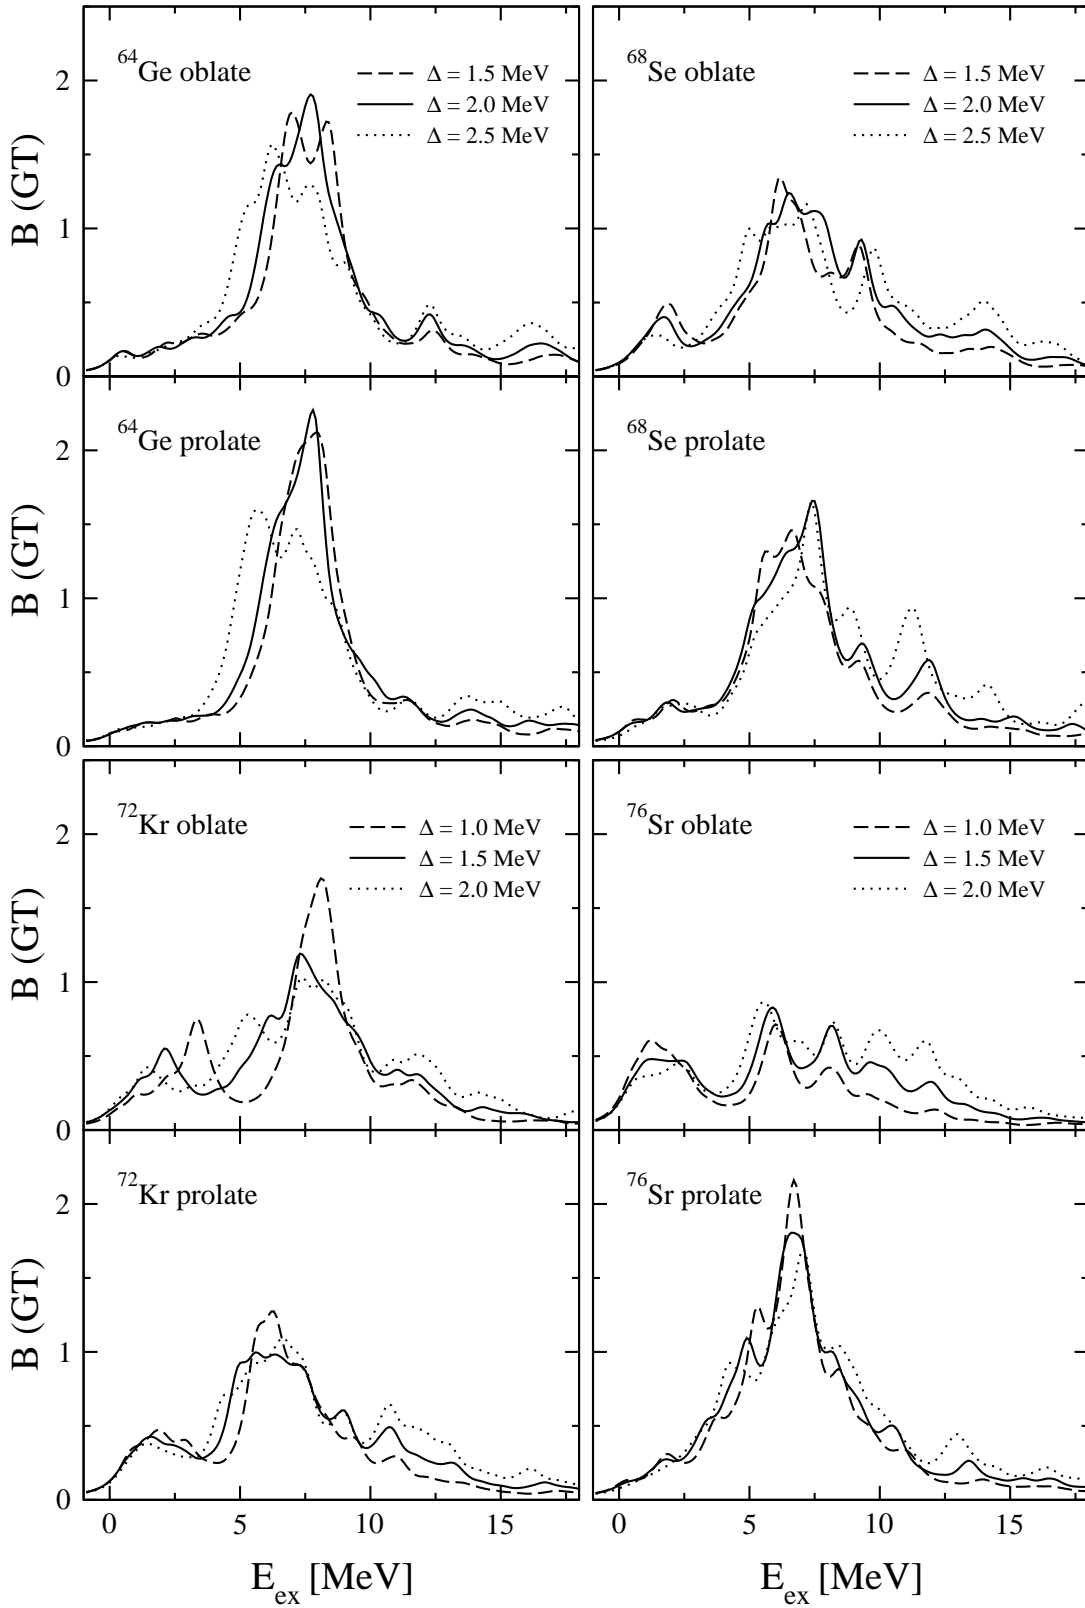 ⁶⁴Ge oblate
Δ = 1.5 MeV
Δ = 2.0 MeV
Δ = 2.5 MeV
2
1
0
B (GT)
⁶⁸Se oblate
Δ = 1.5 MeV
Δ = 2.0 MeV
Δ = 2.5 MeV
⁶⁴Ge prolate
2
1
0
B (GT)
⁶⁸Se prolate
⁷²Kr oblate
Δ = 1.0 MeV
Δ = 1.5 MeV
Δ = 2.0 MeV
2
1
0
B (GT)
⁷⁶Sr oblate
Δ = 1.0 MeV
Δ = 1.5 MeV
Δ = 2.0 MeV
⁷²Kr prolate
2
1
0
B (GT)
⁷⁶Sr prolate
0 5 10 15
0 5 10 15
E_ex [MeV]
E_ex [MeV]